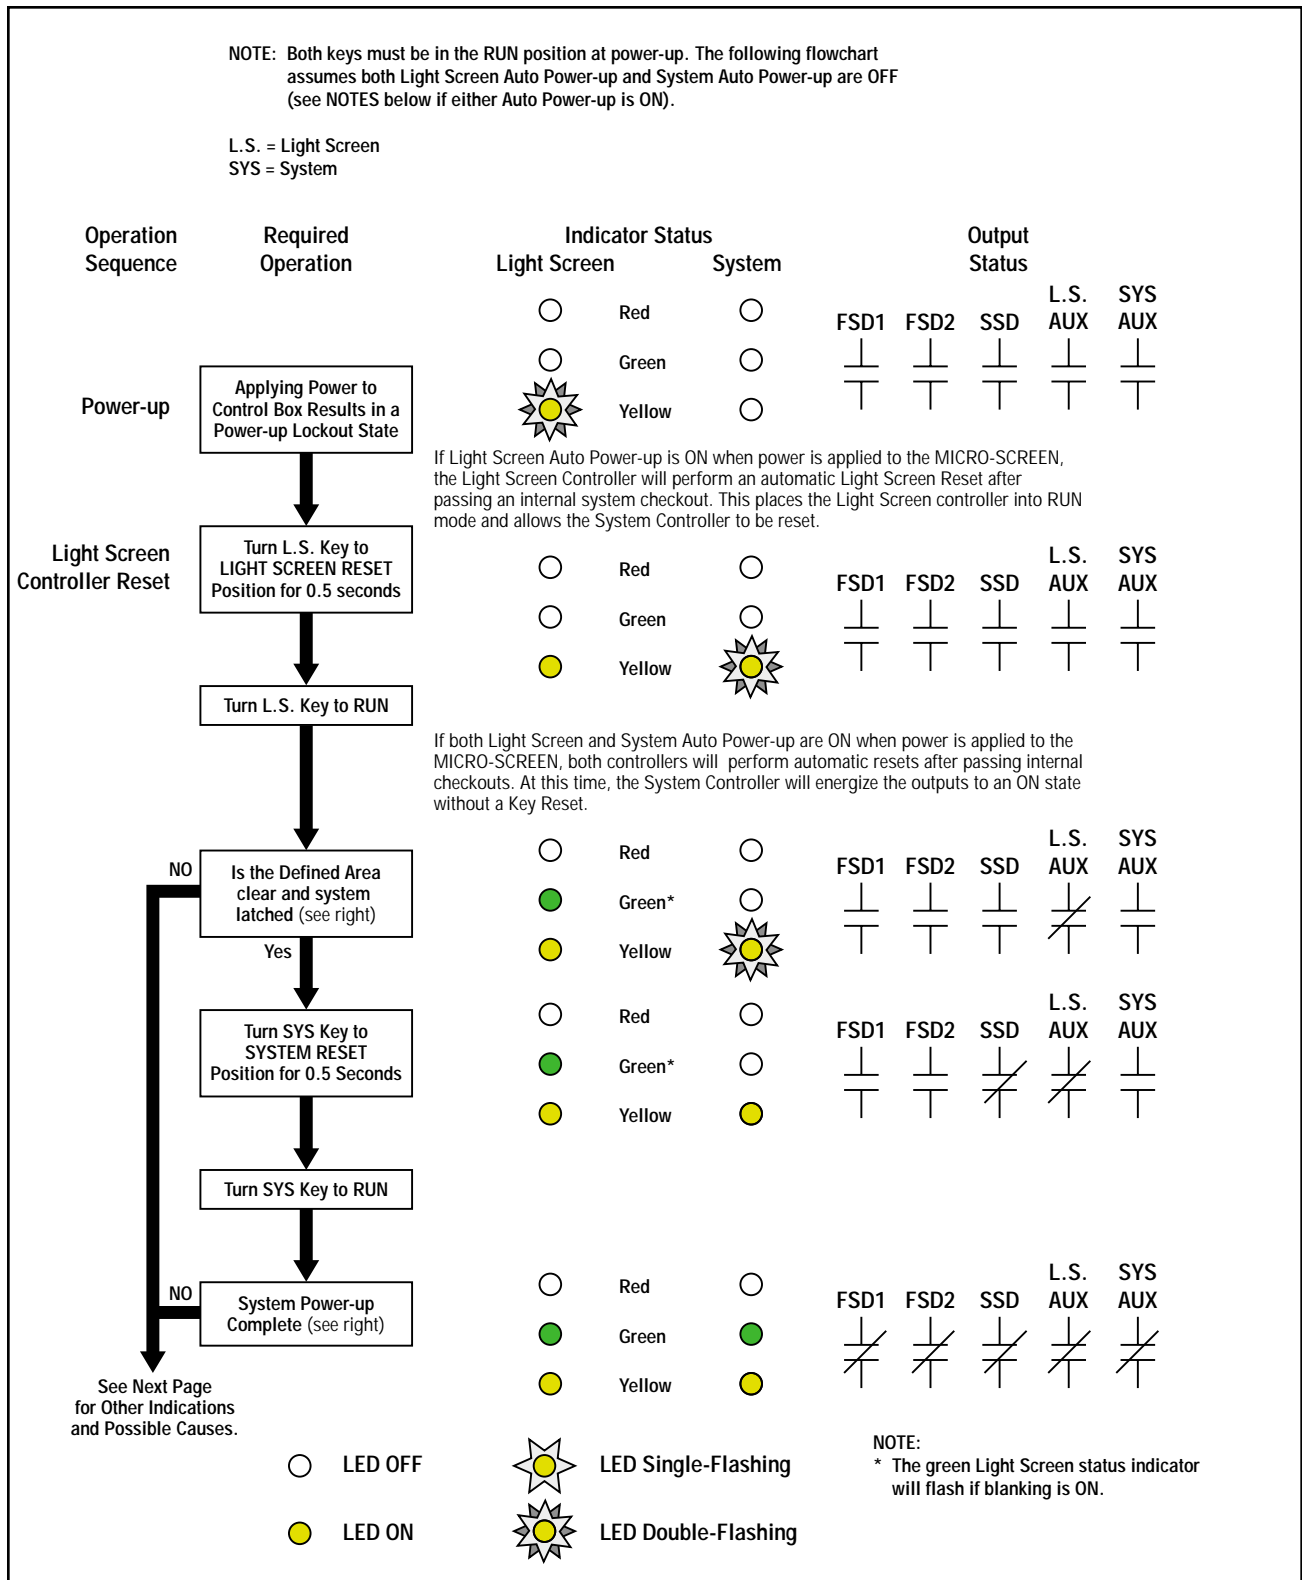 NOTE: Both keys must be in the RUN position at power-up. The following flowchart
assumes both Light Screen Auto Power-up and System Auto Power-up are OFF
(see NOTES below if either Auto Power-up is ON).
L.S. = Light Screen
SYS = System
Operation
Sequence
Required
Operation
Indicator Status
Light Screen
System
Output
Status
Power-up
Applying Power to
Control Box Results in a
Power-up Lockout State
Red
Green
Yellow
FSD1 FSD2 SSD
L.S.
AUX
SYS
AUX
If Light Screen Auto Power-up is ON when power is applied to the MICRO-SCREEN,
the Light Screen Controller will perform an automatic Light Screen Reset after
passing an internal system checkout. This places the Light Screen controller into RUN
mode and allows the System Controller to be reset.
Light Screen
Controller Reset
Turn L.S. Key to
LIGHT SCREEN RESET
Position for 0.5 seconds
Red
Green
Yellow
FSD1 FSD2 SSD
L.S.
AUX
SYS
AUX
Turn L.S. Key to RUN
If both Light Screen and System Auto Power-up are ON when power is applied to the
MICRO-SCREEN, both controllers will perform automatic resets after passing internal
checkouts. At this time, the System Controller will energize the outputs to an ON state
without a Key Reset.
NO
Is the Defined Area
clear and system
latched (see right)
Yes
Red
Green*
Yellow
FSD1 FSD2 SSD
L.S.
AUX
SYS
AUX
Turn SYS Key to
SYSTEM RESET
Position for 0.5 Seconds
Red
Green*
Yellow
FSD1 FSD2 SSD
L.S.
AUX
SYS
AUX
Turn SYS Key to RUN
NO
System Power-up
Complete (see right)
Red
Green
Yellow
FSD1 FSD2 SSD
L.S.
AUX
SYS
AUX
See Next Page
for Other Indications
and Possible Causes.
LED OFF
LED Single-Flashing
LED ON
LED Double-Flashing
NOTE:
* The green Light Screen status indicator
will flash if blanking is ON.